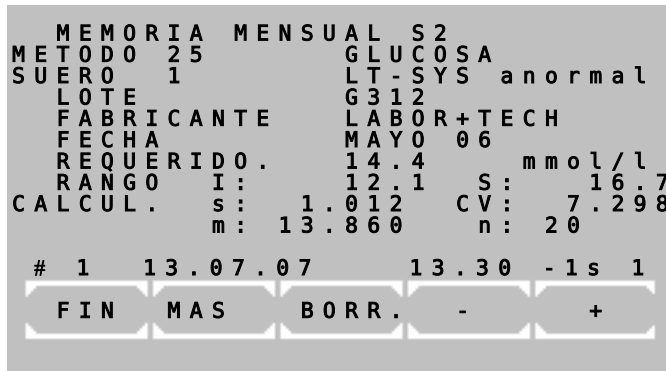 MEMORIA MENSUAL S2
METODO 25 GLUCOSA
SUERO 1 LT-SYS anormal
LOTE G312
FABRICANTE LABOR+TECH
FECHA MAYO 06
REQUERIDO. 14.4 mmol/l
RANGO I: 12.1 S: 16.7
CALCUL. s: 1.012 CV: 7.298
m: 13.860 n: 20
# 1 13.07.07 13.30 -1s 1
FIN MAS BORR. - +